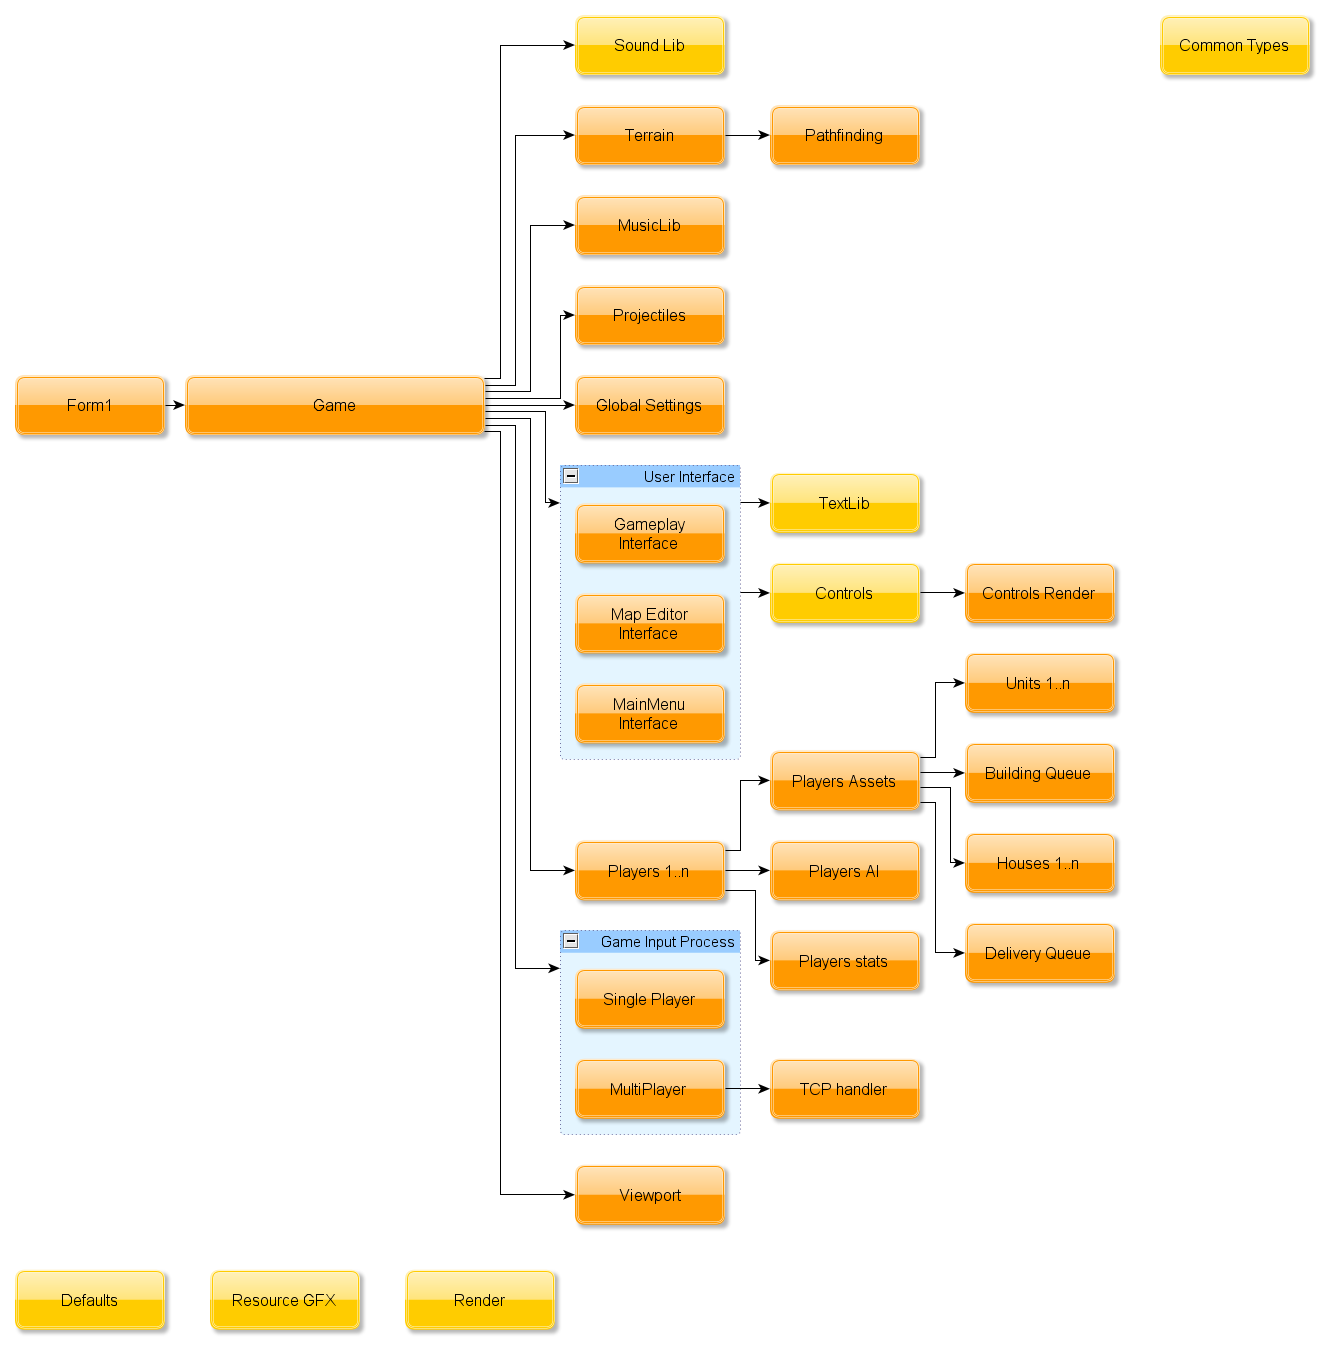 Sound Lib
Common Types
Terrain
Pathfinding
MusicLib
Projectiles
Form1
Game
Global Settings
User Interface
Gameplay
Interface
Map Editor
Interface
MainMenu
Interface
TextLib
Controls
Controls Render
Units 1..n
Players Assets
Building Queue
Players 1..n
Players AI
Houses 1..n
Game Input Process
Players stats
Delivery Queue
Single Player
MultiPlayer
TCP handler
Viewport
Defaults
Resource GFX
Render